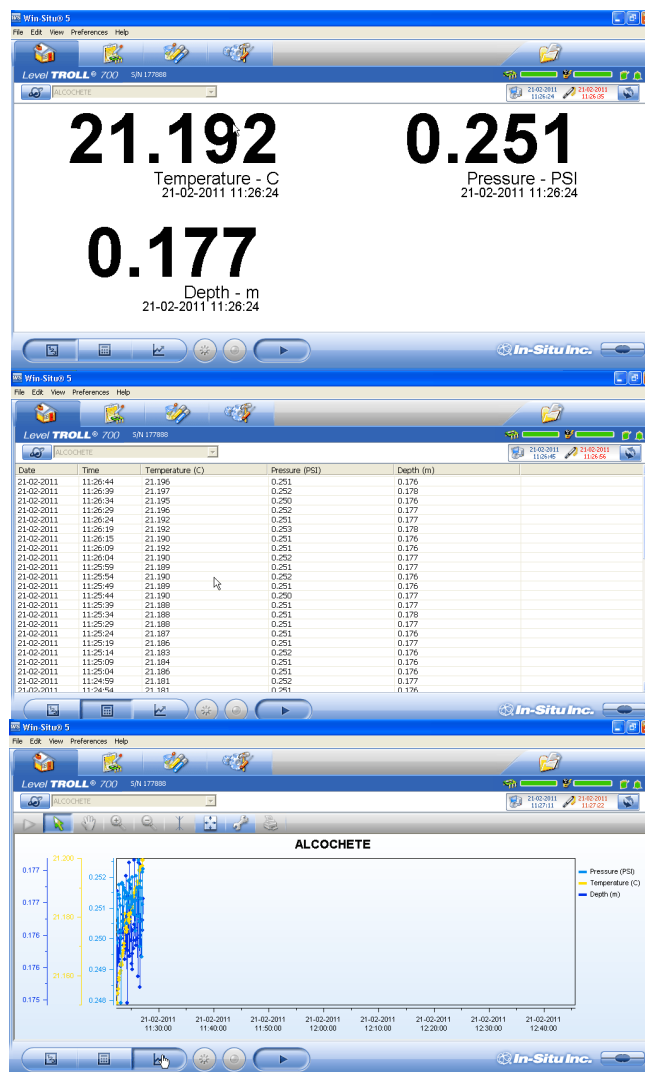 Win-Situ® 5
File Edit View Preferences Help
Level TROLL® 700 S/N 177888
ALCOCHETE
21-02-2011 11:26:24
21-02-2011 11:26:35
21.192
Temperature - C
21-02-2011 11:26:24
0.251
Pressure - PSI
21-02-2011 11:26:24
0.177
Depth - m
21-02-2011 11:26:24
In-Situ Inc.
Win-Situ® 5
File Edit View Preferences Help
Level TROLL® 700 S/N 177888
ALCOCHETE
21-02-2011 11:26:45
21-02-2011 11:26:56
Date Time Temperature (C) Pressure (PSI) Depth (m)
21-02-2011 11:26:44 21.196 0.251 0.176
21-02-2011 11:26:39 21.197 0.252 0.178
21-02-2011 11:26:34 21.195 0.250 0.176
21-02-2011 11:26:29 21.196 0.252 0.177
21-02-2011 11:26:24 21.192 0.251 0.177
21-02-2011 11:26:19 21.192 0.253 0.178
21-02-2011 11:26:15 21.190 0.251 0.176
21-02-2011 11:26:09 21.192 0.251 0.176
21-02-2011 11:26:04 21.190 0.252 0.177
21-02-2011 11:25:59 21.189 0.251 0.177
21-02-2011 11:25:54 21.190 0.252 0.176
21-02-2011 11:25:49 21.189 0.251 0.176
21-02-2011 11:25:44 21.190 0.250 0.176
21-02-2011 11:25:39 21.188 0.251 0.177
21-02-2011 11:25:34 21.188 0.251 0.178
21-02-2011 11:25:29 21.188 0.251 0.177
21-02-2011 11:25:24 21.187 0.251 0.176
21-02-2011 11:25:19 21.186 0.251 0.177
21-02-2011 11:25:14 21.183 0.252 0.176
21-02-2011 11:25:09 21.184 0.251 0.176
21-02-2011 11:25:04 21.186 0.251 0.176
21-02-2011 11:24:59 21.181 0.252 0.177
21-02-2011 11:24:54 21.181 0.251 0.176
In-Situ Inc.
Win-Situ® 5
File Edit View Preferences Help
Level TROLL® 700 S/N 177888
ALCOCHETE
21-02-2011 11:27:11
21-02-2011 11:27:22
ALCOCHETE
0.177
0.177
0.176
0.176
0.175
21.200
21.180
0.252
0.251
0.250
0.249
0.248
Pressure (PSI)
Temperature (C)
Depth (m)
21-02-2011 21-02-2011 21-02-2011 21-02-2011 21-02-2011 21-02-2011 21-02-2011 21-02-2011
11:30:00 11:40:00 11:50:00 12:00:00 12:10:00 12:20:00 12:30:00 12:40:00
In-Situ Inc.